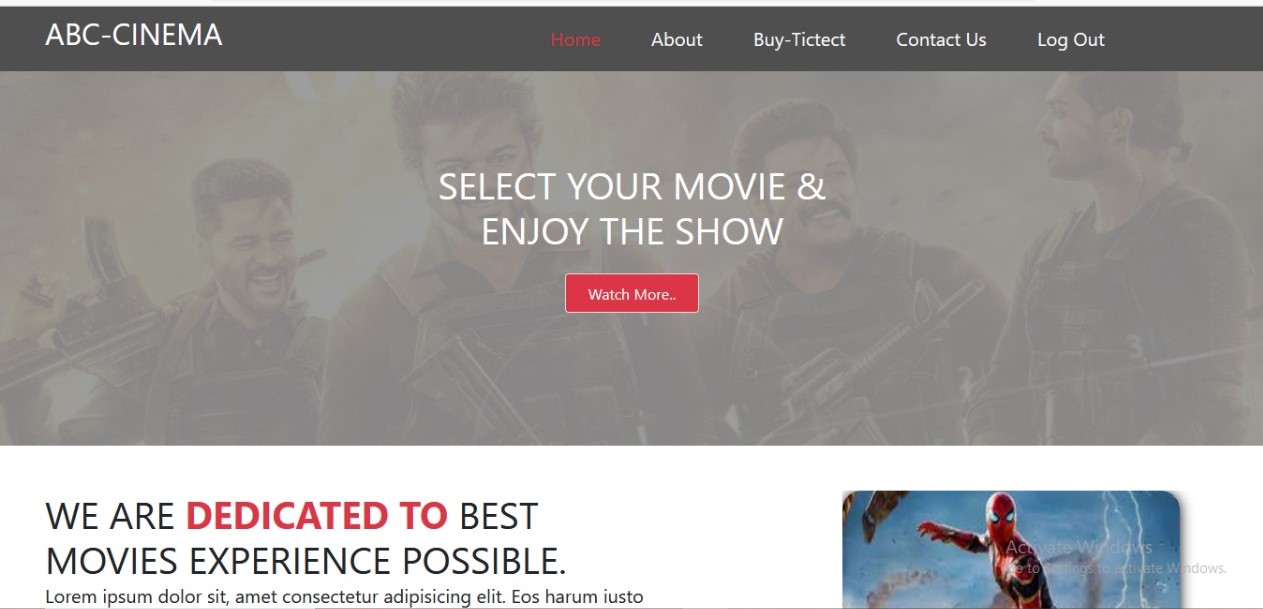 ABC-CINEMA
Home About Buy-Tictect Contact Us Log Out
SELECT YOUR MOVIE &
ENJOY THE SHOW
Watch More..
WE ARE DEDICATED TO BEST
MOVIES EXPERIENCE POSSIBLE.
Lorem ipsum dolor sit, amet consectetur adipisicing elit. Eos harum iusto
Activate Windows
Go to Settings to activate Windows.